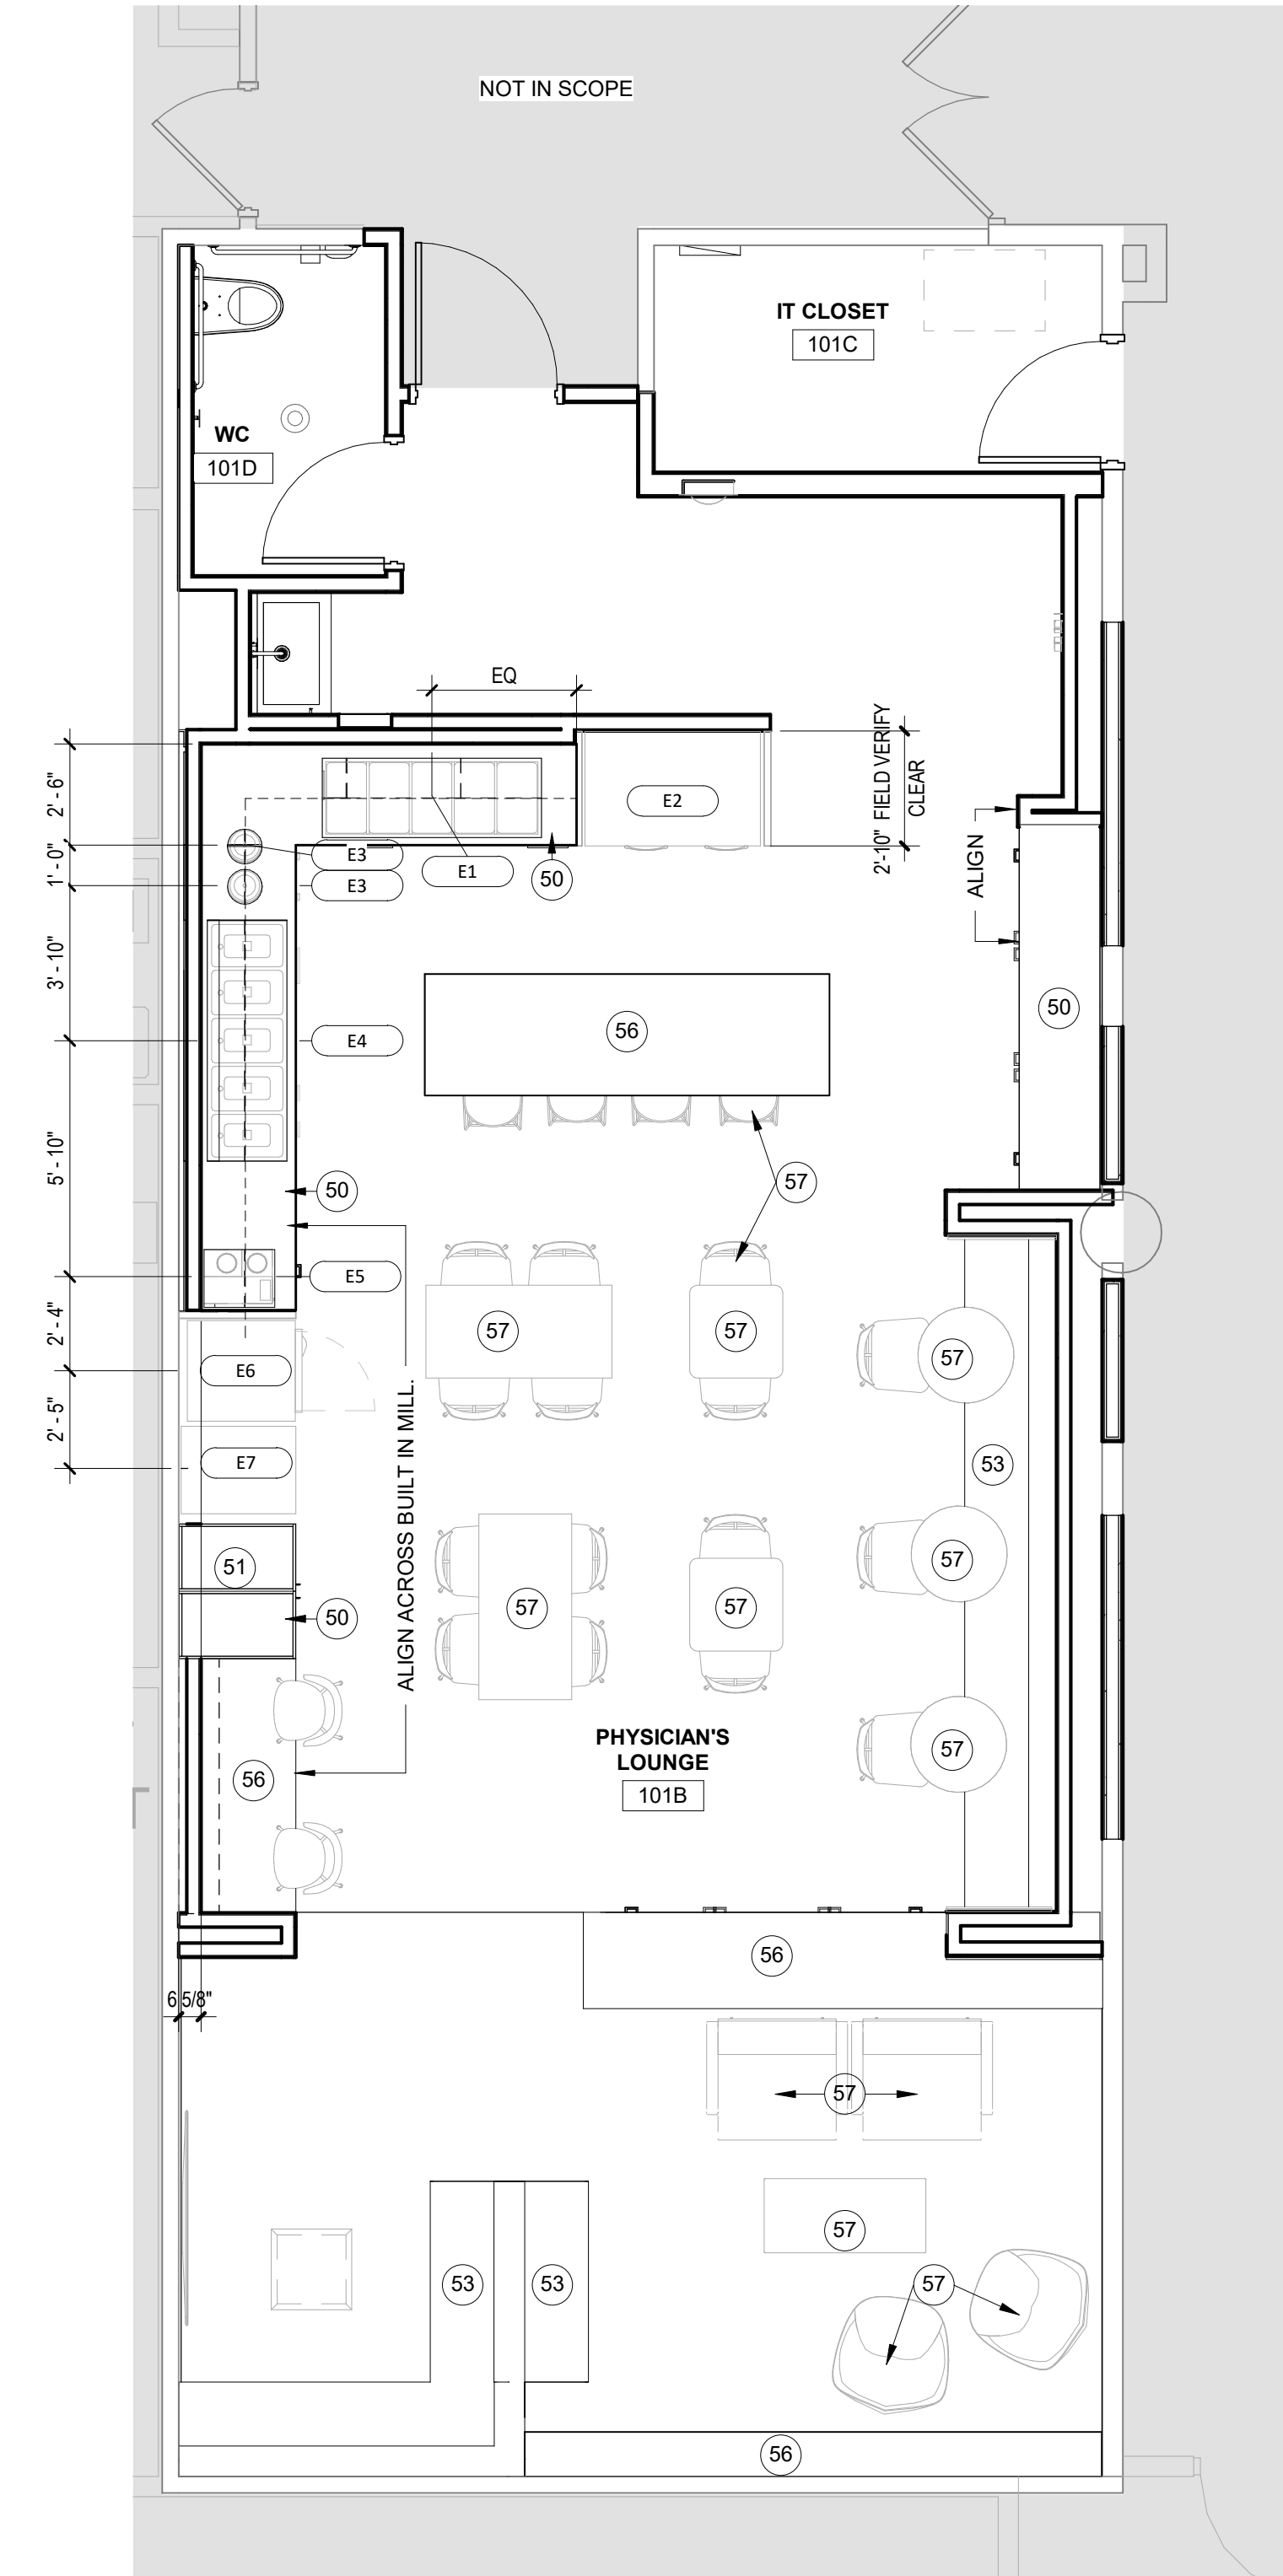 NOT IN SCOPE
IT CLOSET
101C
WC
101D
EQ
2'-10" FIELD VERIFY
CLEAR
2' - 6"
E2
ALIGN
E3
1' - 0"
E1
50
E3
3' - 10"
50
56
E4
5' - 10"
57
50
E5
2' - 4"
57
57
57
E6
ALIGN ACROSS BUILT IN MILL.
2' - 5"
E7
53
51
57
57
57
50
PHYSICIAN'S
LOUNGE
101B
57
56
56
6 5/8"
57
57
53
53
57
56